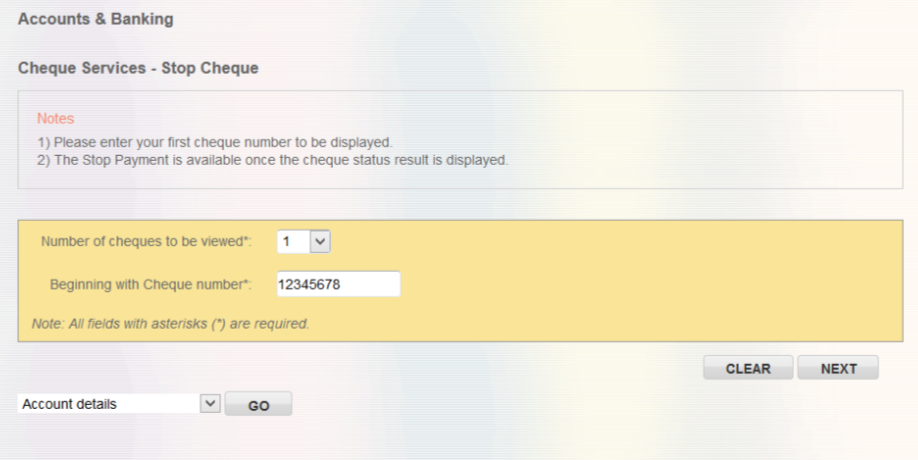 Accounts & Banking
Cheque Services - Stop Cheque
Notes
1) Please enter your first cheque number to be displayed.
2) The Stop Payment is available once the cheque status result is displayed.
Number of cheques to be viewed*: 1
Beginning with Cheque number*: 12345678
Note: All fields with asterisks (*) are required.
CLEAR NEXT
Account details GO